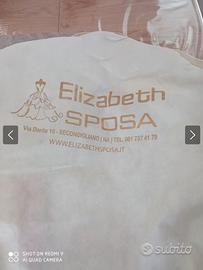 Elizabeth
SPOSA
Via Dante 10 - SECONDIGLIANO ( NA ) TEL. 081 737 41 79
WWW.ELIZABETHSPOSA.IT
SHOT ON REDMI 9
AI QUAD CAMERA
subito